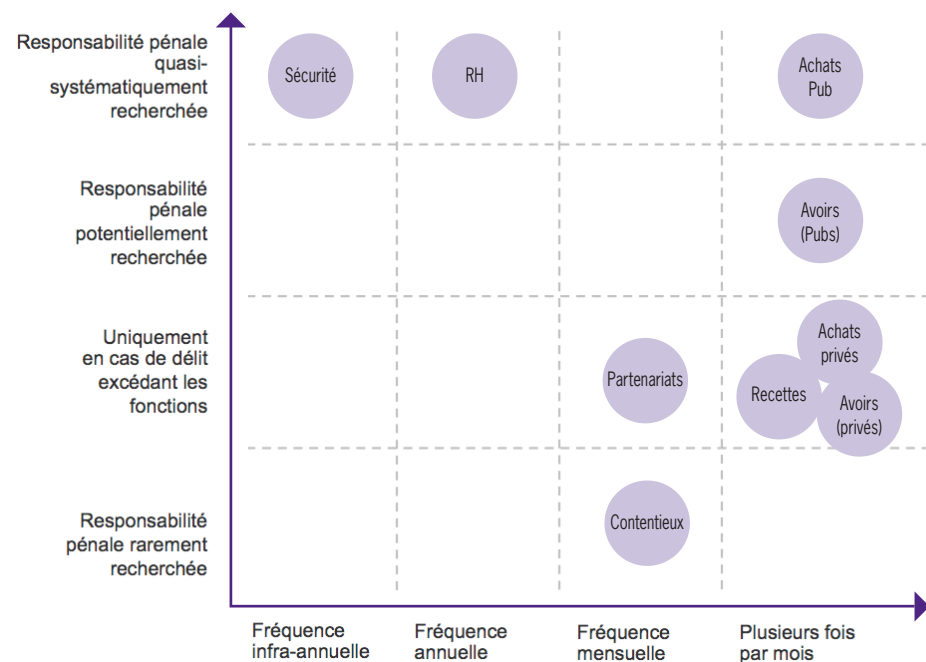 Responsabilité pénale
quasi-
systématiquement
recherchée
Sécurité
RH
Achats
Pub
Responsabilité
pénale
potentiellement
recherchée
Avoirs
(Pubs)
Uniquement
en cas de délit
excédant les
fonctions
Partenariats
Achats
privés
Recettes
Avoirs
(privés)
Responsabilité
pénale rarement
recherchée
Contentieux
Fréquence
infra-annuelle
Fréquence
annuelle
Fréquence
mensuelle
Plusieurs fois
par mois